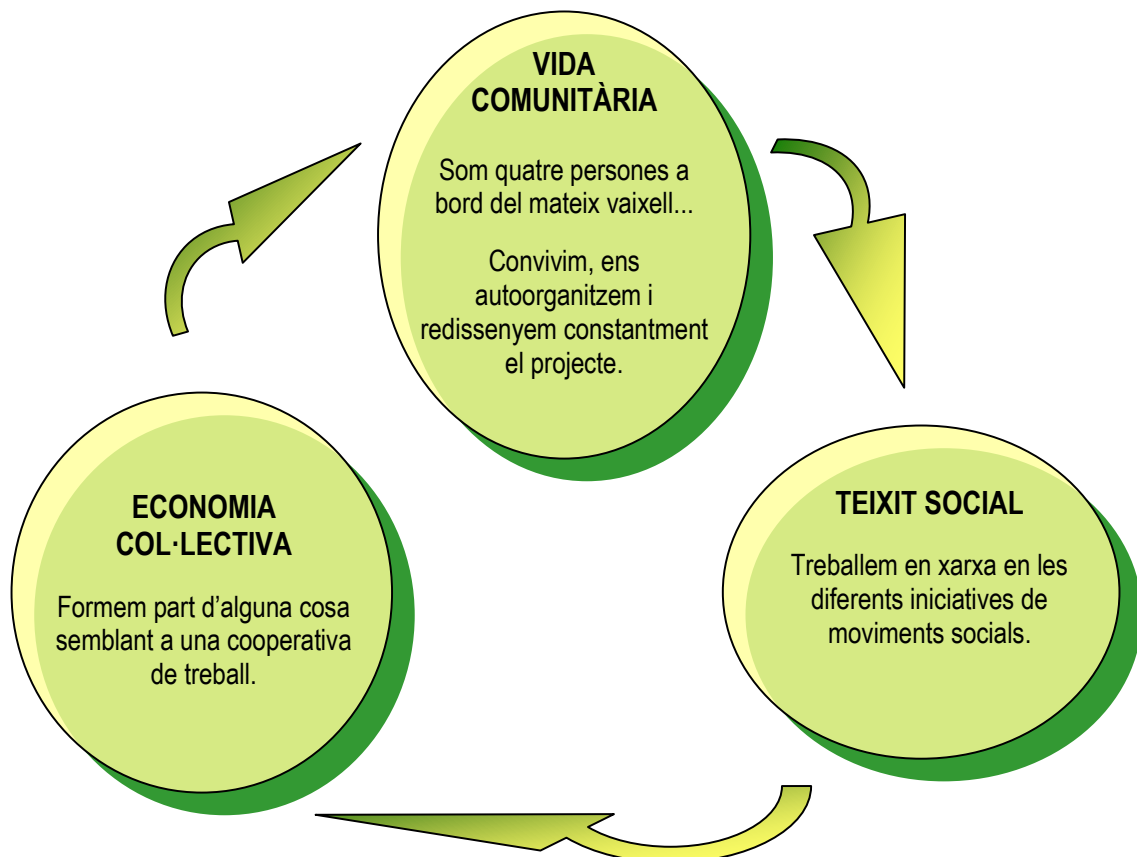 VIDA
COMUNITÀRIA
Som quatre persones a
bord del mateix vaixell...
Convivim, ens
autoorganitzem i
redissenyem constantment
el projecte.
ECONOMIA
COL·LECTIVA
Formem part d’alguna cosa
semblant a una cooperativa
de treball.
TEIXIT SOCIAL
Treballem en xarxa en les
diferents iniciatives de
moviments socials.